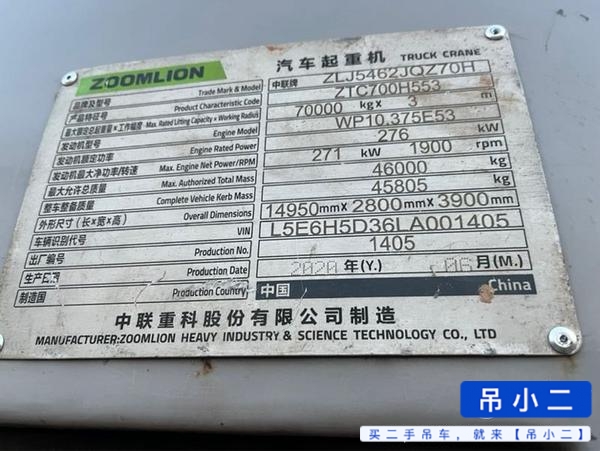 ZOOMLION 汽车起重机 TRUCK CRANE
品牌及型号 Trade Mark & Model 中联牌 ZLJ5462JQZ70H
产品特征号 Product Characteristic Code ZTC700H553
最大额定总起重量×工作幅度 Max. Rated Lifting Capacity x Working Radius 70000 kg x 3 m
发动机型号 Engine Model WP10.375E53
发动机额定功率 Engine Rated Power 276 kW
发动机最大净功率/转速 Max. Engine Net Power/RPM 271 kW 1900 rpm
最大允许总质量 Max. Authorized Total Mass 46000 kg
整车整备质量 Complete Vehicle Kerb Mass 45805 kg
外形尺寸(长×宽×高) Overall Dimensions 14950mm X 2800mm X 3900mm
车辆识别代号 VIN L5E6H5D36LA001405
出厂编号 Production No. 1405
生产日期 Production Date 2020 年(Y.) 06 月(M.)
制造国 Production Country 中国 China
中联重科股份有限公司制造
MANUFACTURER:ZOOMLION HEAVY INDUSTRY & SCIENCE TECHNOLOGY CO., LTD
吊小二
买二手吊车，就来【吊小二】